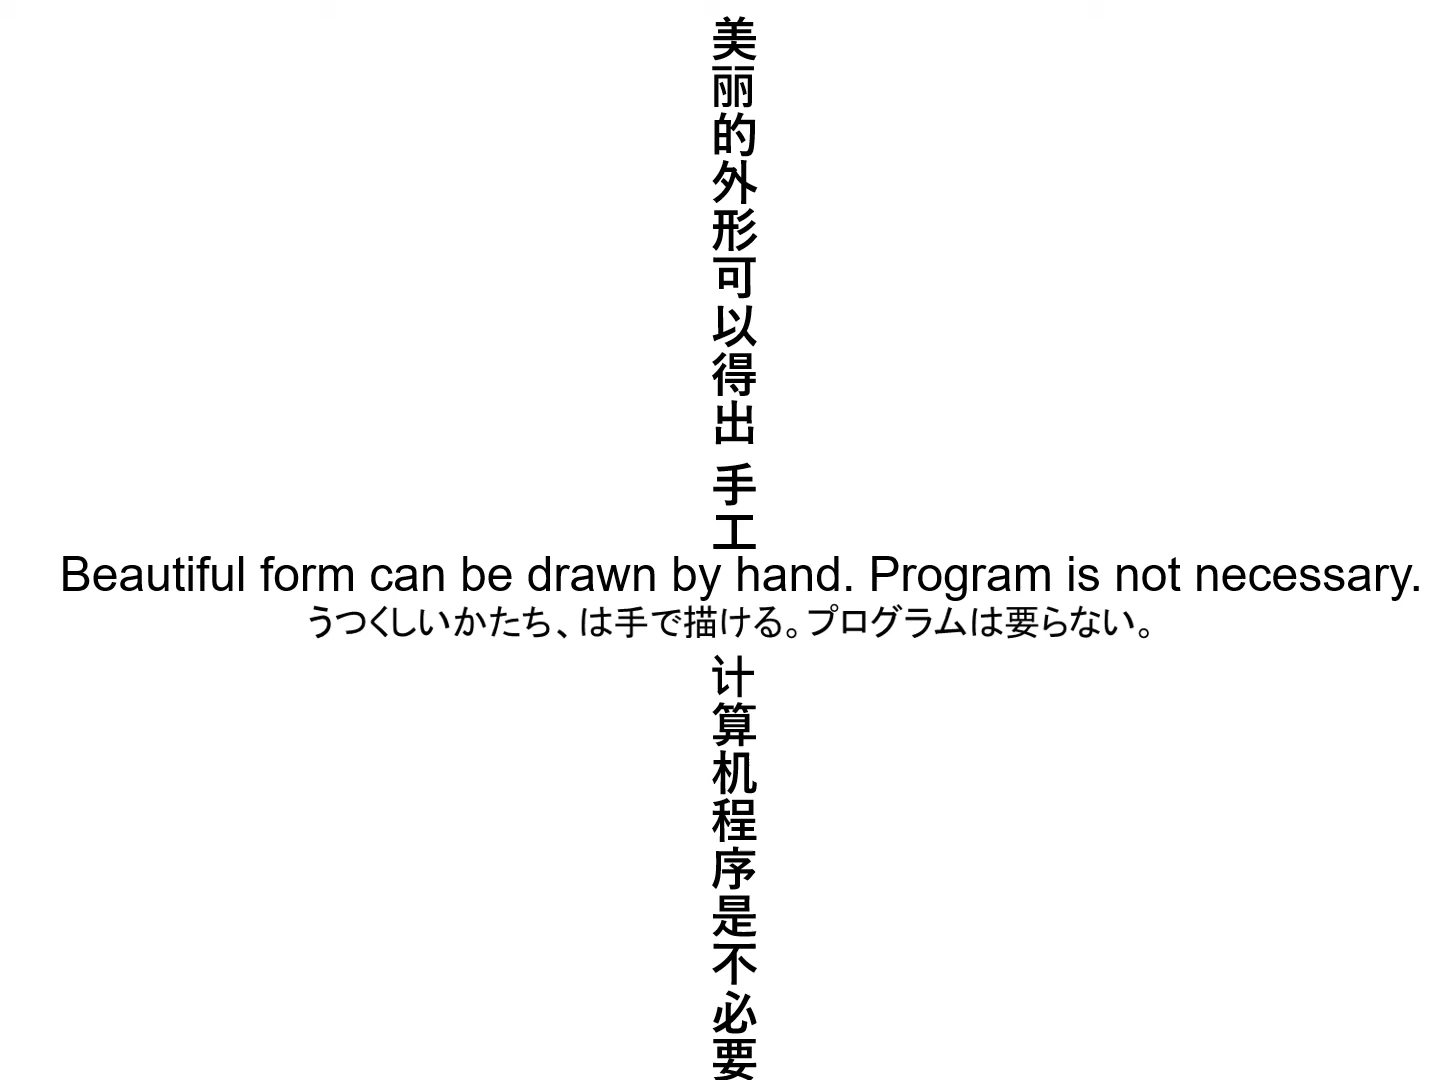 美丽的外形可以得出 手工
Beautiful form can be drawn by hand. Program is not necessary.
うつくしいかたち、は手で描ける。プログラムは要らない。
计算机程序是不必要